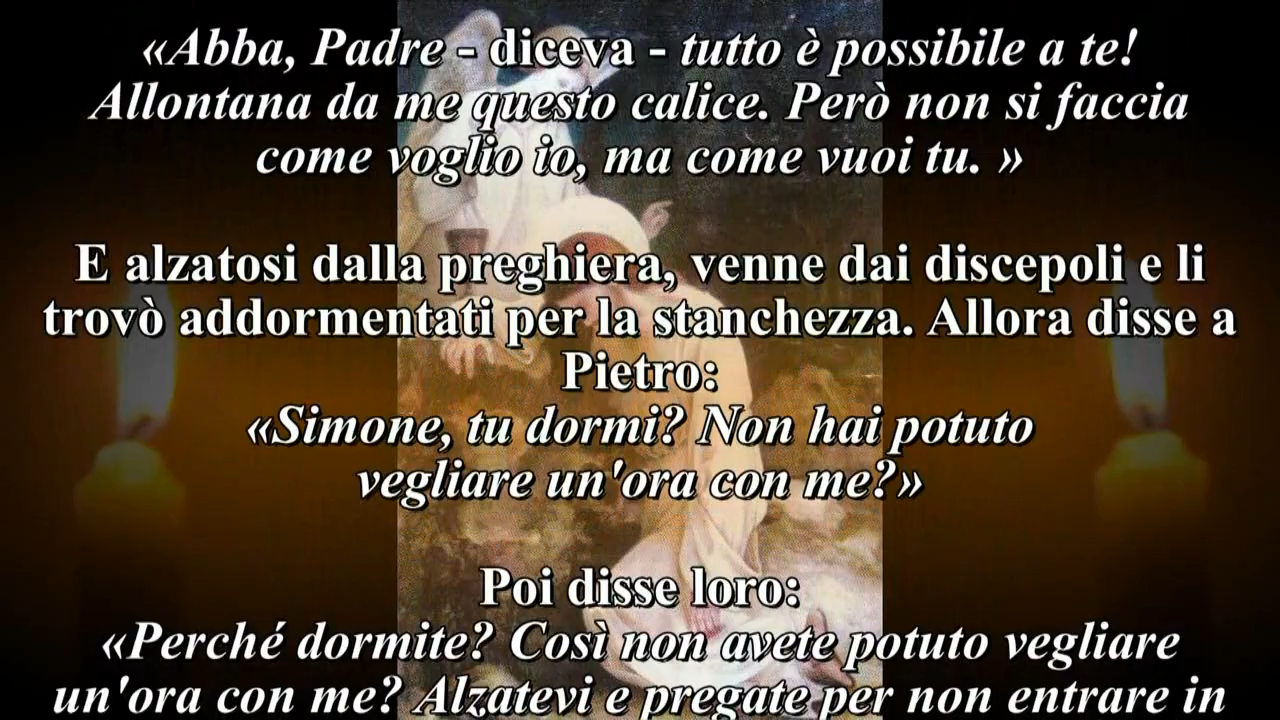 «Abba, Padre - diceva - tutto è possibile a te!
Allontana da me questo calice. Però non si faccia
come voglio io, ma come vuoi tu. »
E alzatosi dalla preghiera, venne dai discepoli e li
trovò addormentati per la stanchezza. Allora disse a
Pietro:
«Simone, tu dormi? Non hai potuto
vegliare un'ora con me?»
Poi disse loro:
«Perché dormite? Così non avete potuto vegliare
un'ora con me? Alzatevi e pregate per non entrare in